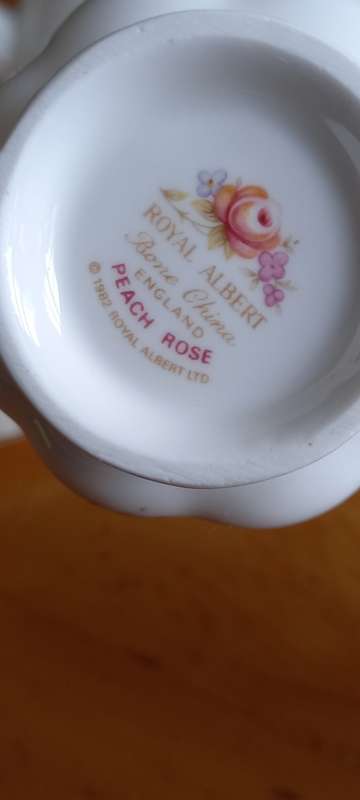 ROYAL ALBERT
Bone China
ENGLAND
PEACH ROSE
© 1982 ROYAL ALBERT LTD